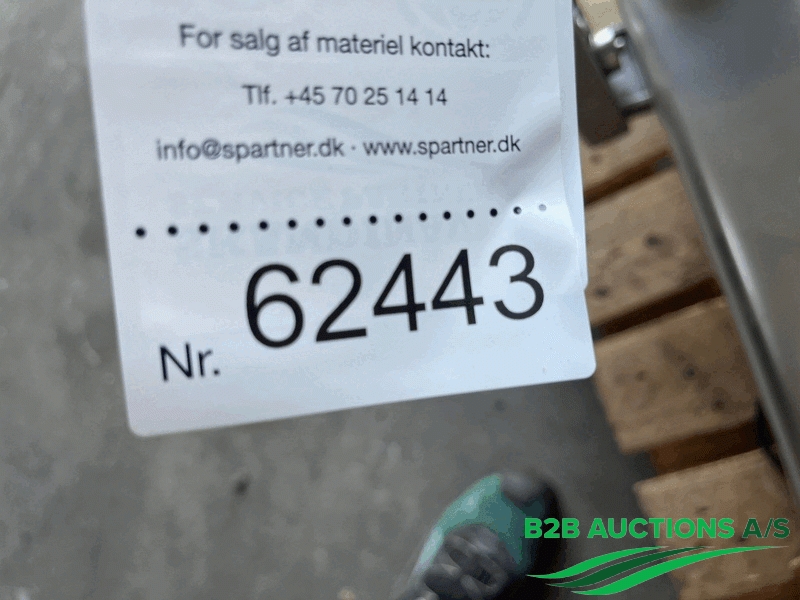 For salg af materiel kontakt:
Tlf. +45 70 25 14 14
info@spartner.dk · www.spartner.dk
Nr. 62443
B2B AUCTIONS A/S